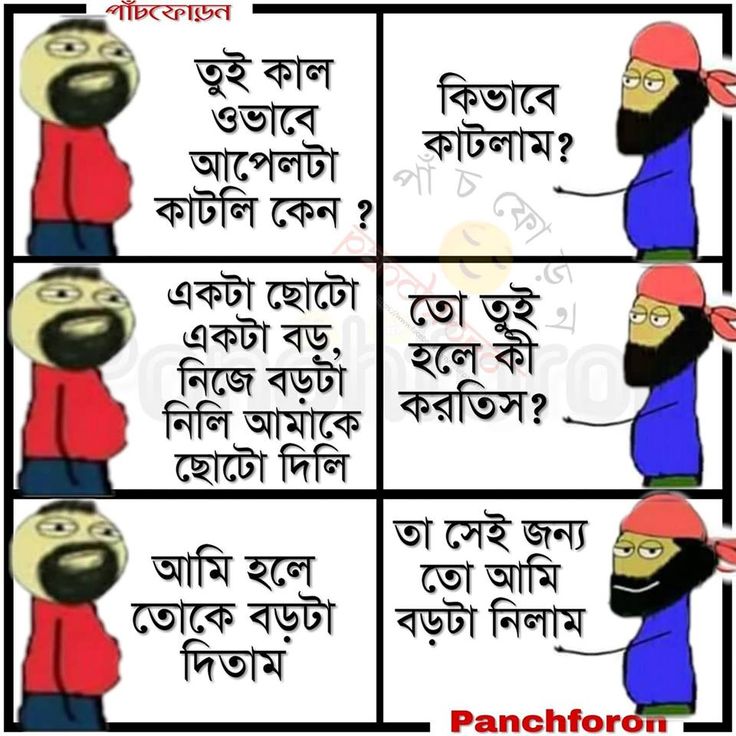 পাঁচফোড়ন
তুই কাল
ওভাবে
আপেলটা
কাটলি কেন ?
কিভাবে
কাটলাম?
পাঁচফোড়ন
একটা ছোটো
একটা বড়,
নিজে বড়টা
নিলি আমাকে
ছোটো দিলি
তো তুই
হলে কী
করতিস?
আমি হলে
তোকে বড়টা
দিতাম
তা সেই জন্য
তো আমি
বড়টা নিলাম
Panchforon